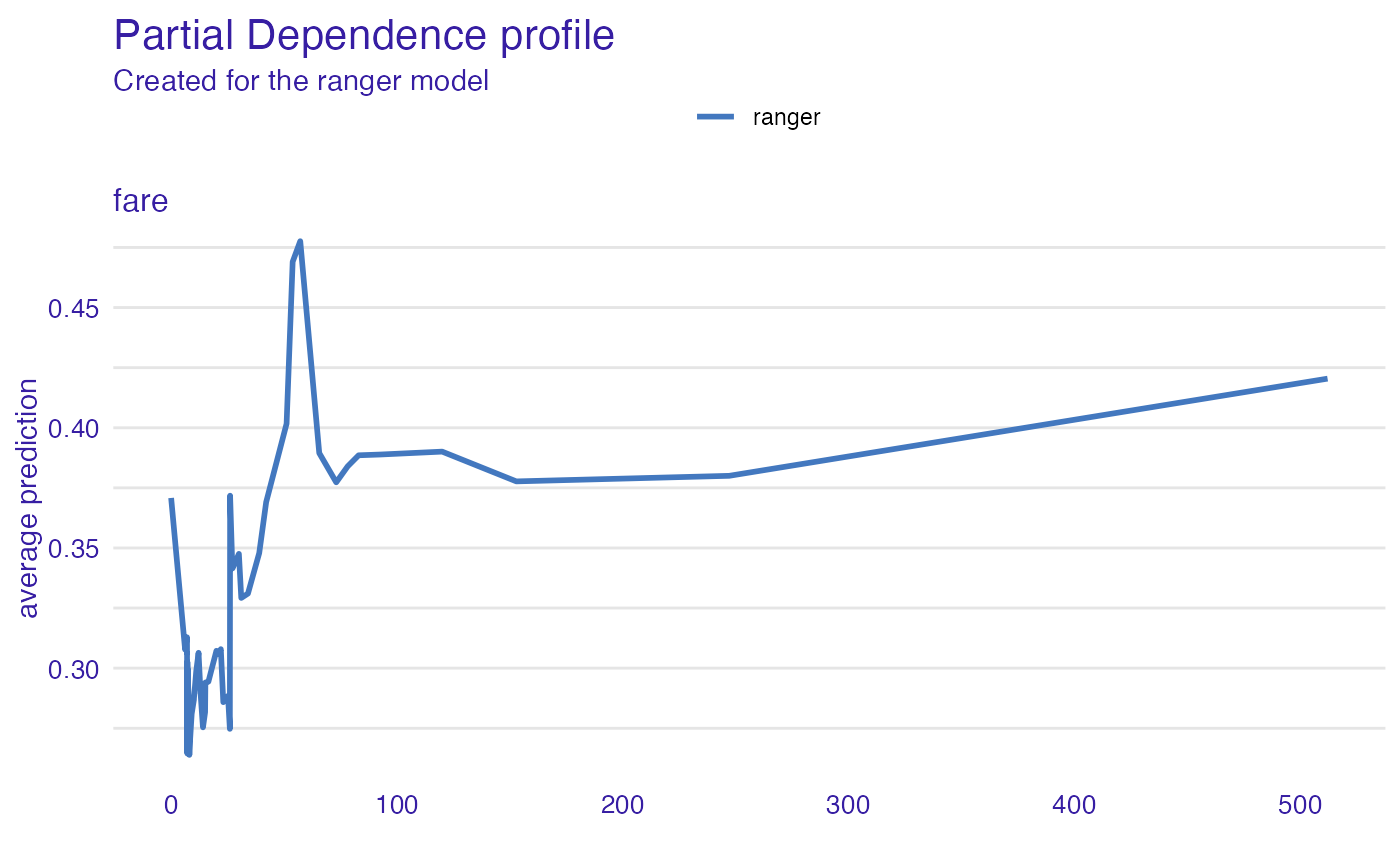 Partial Dependence profile
Created for the ranger model
ranger
fare
average prediction
0.45
0.40
0.35
0.30
0 100 200 300 400 500